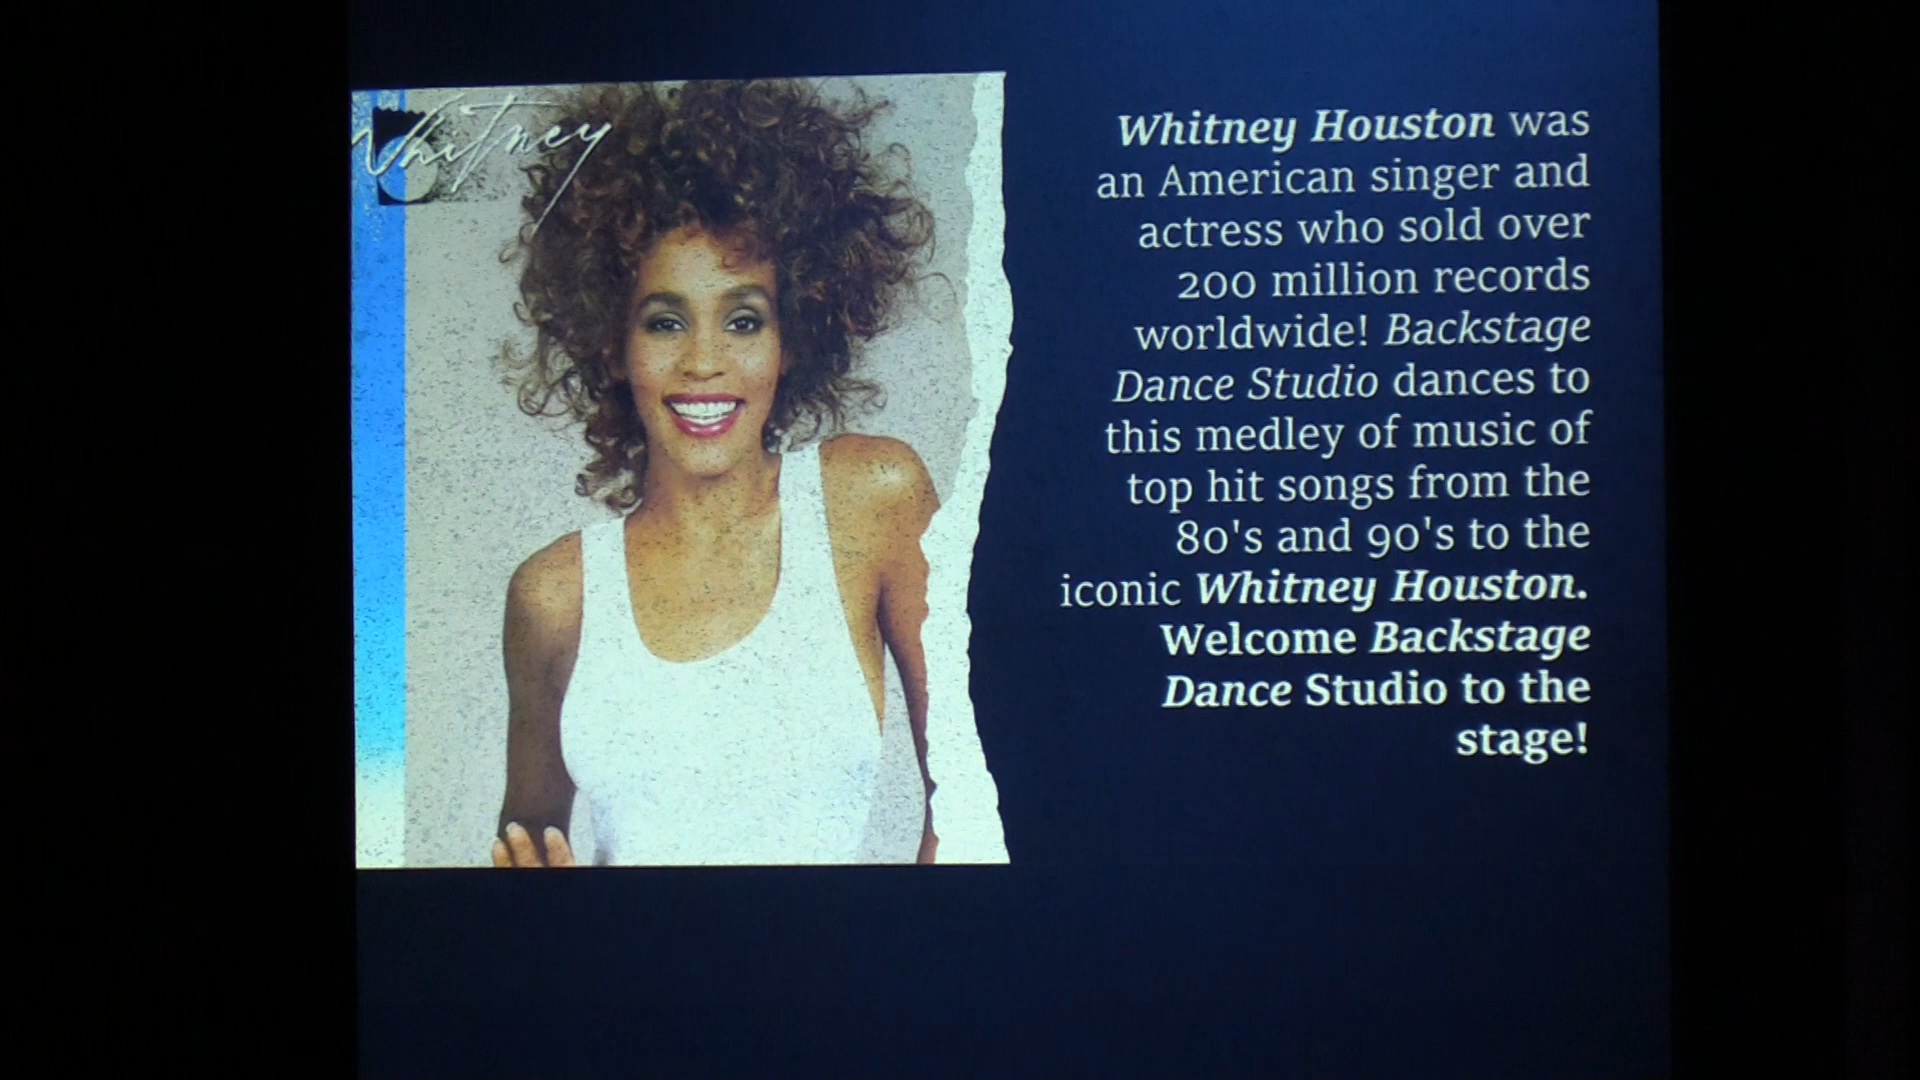 Whitney
Whitney Houston was
an American singer and
actress who sold over
200 million records
worldwide! Backstage
Dance Studio dances to
this medley of music of
top hit songs from the
80's and 90's to the
iconic Whitney Houston.
Welcome Backstage
Dance Studio to the
stage!